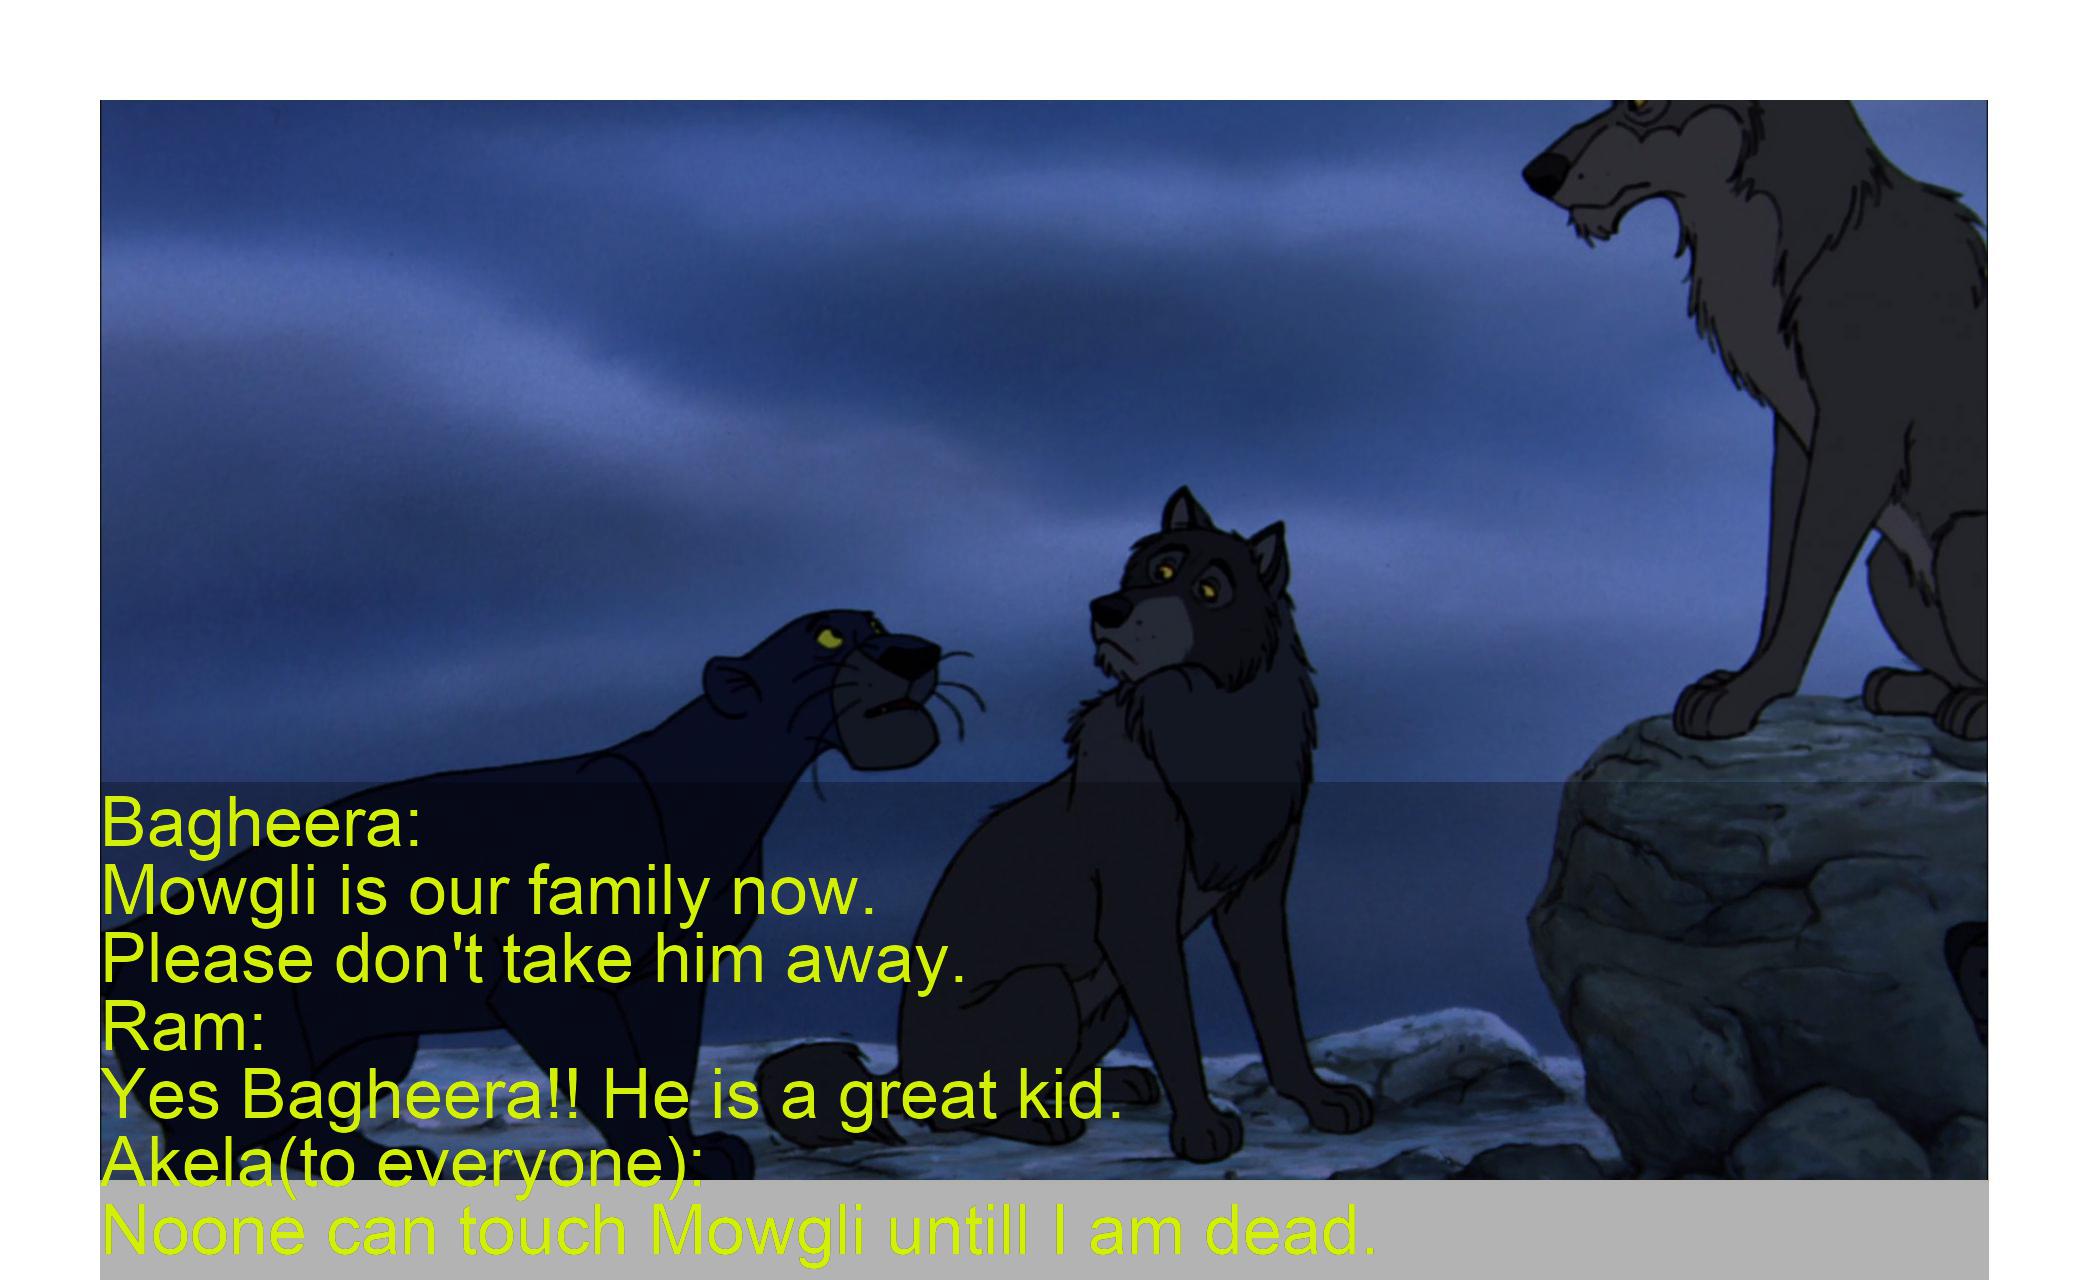 Bagheera:
Mowgli is our family now.
Please don't take him away.
Ram:
Yes Bagheera!! He is a great kid.
Akela(to everyone):
Noone can touch Mowgli untill I am dead.